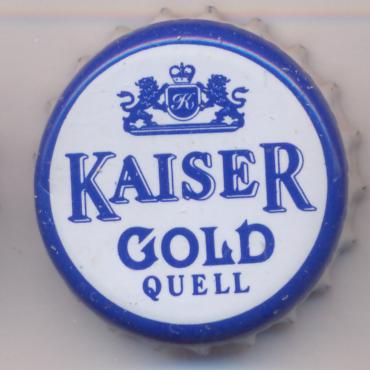 K
KAISER
GOLD
QUELL